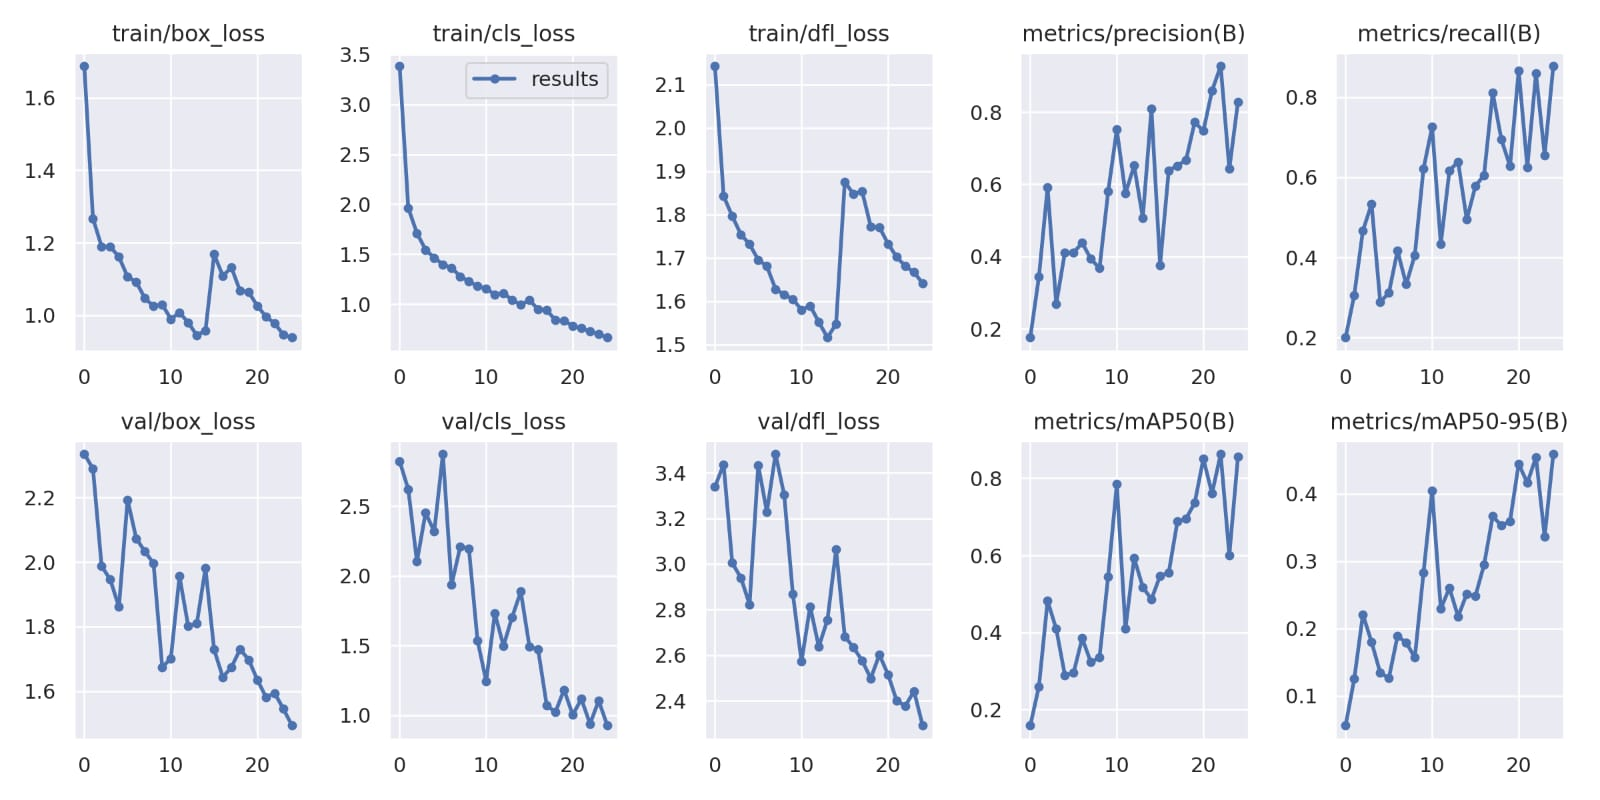 train/box_loss
1.6
1.4
1.2
1.0
0 10 20
train/cls_loss
results
3.5
3.0
2.5
2.0
1.5
1.0
0 10 20
train/dfl_loss
2.1
2.0
1.9
1.8
1.7
1.6
1.5
0 10 20
metrics/precision(B)
0.8
0.6
0.4
0.2
0 10 20
metrics/recall(B)
0.8
0.6
0.4
0.2
0 10 20
val/box_loss
2.2
2.0
1.8
1.6
0 10 20
val/cls_loss
2.5
2.0
1.5
1.0
0 10 20
val/dfl_loss
3.4
3.2
3.0
2.8
2.6
2.4
0 10 20
metrics/mAP50(B)
0.8
0.6
0.4
0.2
0 10 20
metrics/mAP50-95(B)
0.4
0.3
0.2
0.1
0 10 20